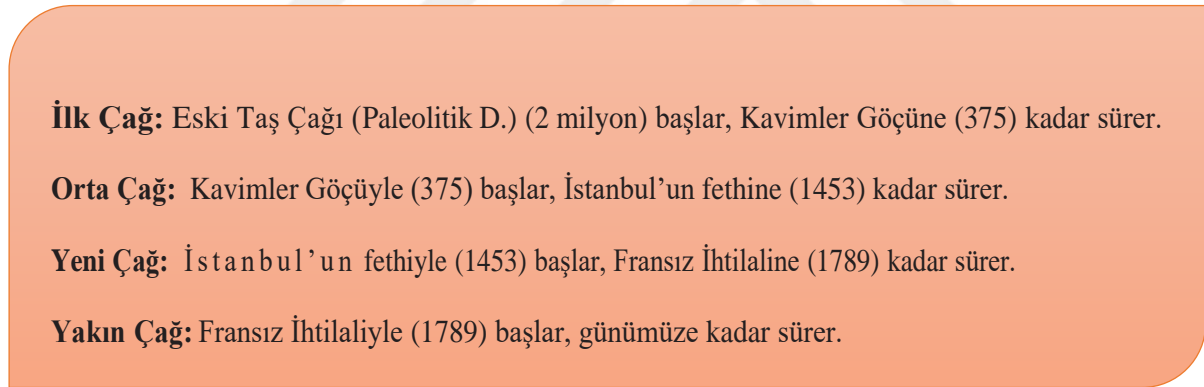 İlk Çağ: Eski Taş Çağı (Paleolitik D.) (2 milyon) başlar, Kavimler Göçüne (375) kadar sürer.
Orta Çağ: Kavimler Göçüyle (375) başlar, İstanbul’un fethine (1453) kadar sürer.
Yeni Çağ: İstanbul’un fethiyle (1453) başlar, Fransız İhtilaline (1789) kadar sürer.
Yakın Çağ: Fransız İhtilaliyle (1789) başlar, günümüze kadar sürer.